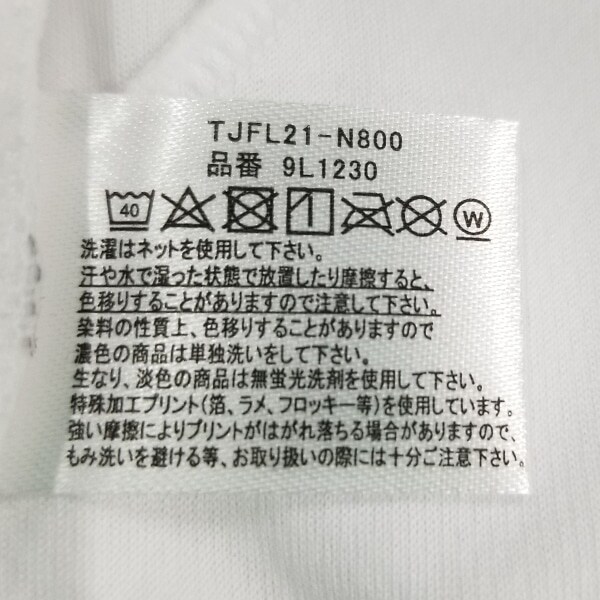 TJFL21-N800
品番 9L1230
40 W
洗濯はネットを使用して下さい。
汗や水で湿った状態で放置したり摩擦すると、
色移りすることがありますので注意して下さい。
染料の性質上、色移りすることがありますので
濃色の商品は単独洗いをして下さい。
生なり、淡色の商品は無蛍光洗剤を使用して下さい。
特殊加工プリント(箔、ラメ、フロッキー等)を使用しています。
強い摩擦によりプリントがはがれ落ちる場合がありますので、
もみ洗いを避ける等、お取り扱いの際には十分ご注意下さい。